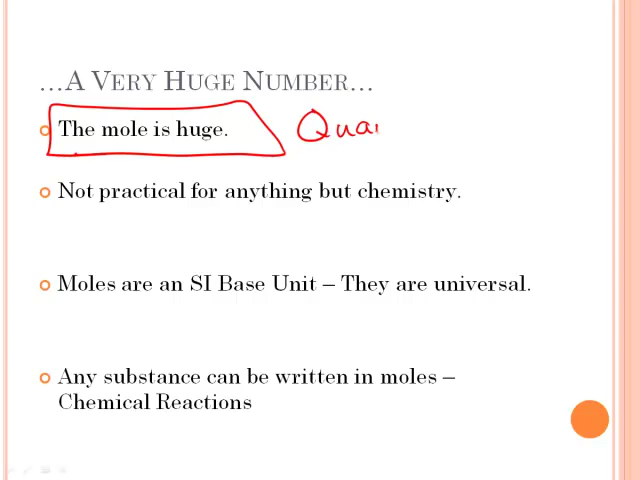 …A VERY HUGE NUMBER…
The mole is huge.
Not practical for anything but chemistry.
Moles are an SI Base Unit – They are universal.
Any substance can be written in moles –
Chemical Reactions